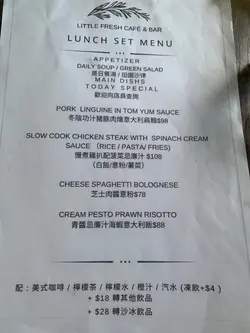 LITTLE FRESH CAFÉ & BAR
LUNCH SET MENU
APPETIZER
DAILY SOUP / GREEN SALAD
是日餐湯 / 田園沙律
MAIN DISHS
TODAY SPECIAL
歡迎向店員查詢
PORK LINGUINE IN TOM YUM SAUCE
冬陰功汁豬豚肉燴意大利扁麵$98
SLOW COOK CHICKEN STEAK WITH SPINACH CREAM
SAUCE (RICE / PASTA/ FRIES)
慢煮雞扒配菠菜忌廉汁 $108
(白飯/意粉/薯菜)
CHEESE SPAGHETTI BOLOGNESE
芝士肉醬意粉$78
CREAM PESTO PRAWN RISOTTO
青醬忌廉汁海蝦意大利飯$88
配：美式咖啡 / 檸檬茶 / 檸檬水 / 橙汁 / 汽水 (凍飲+$4 )
+ $18 轉其他飲品
+ $28 轉沙冰飲品